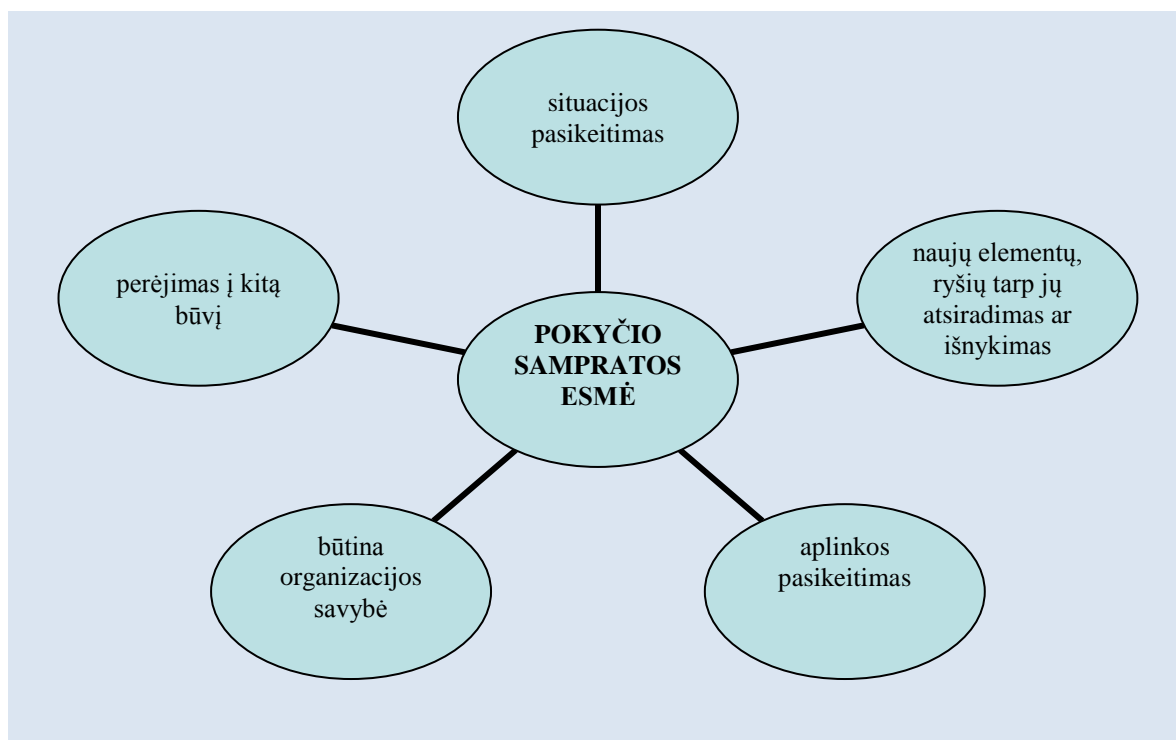 situacijos
pasikeitimas
perėjimas į kitą
būvį
naujų elementų,
ryšių tarp jų
atsiradimas ar
išnykimas
POKYČIO
SAMPRATOS
ESMĖ
būtina
organizacijos
savybė
aplinkos
pasikeitimas